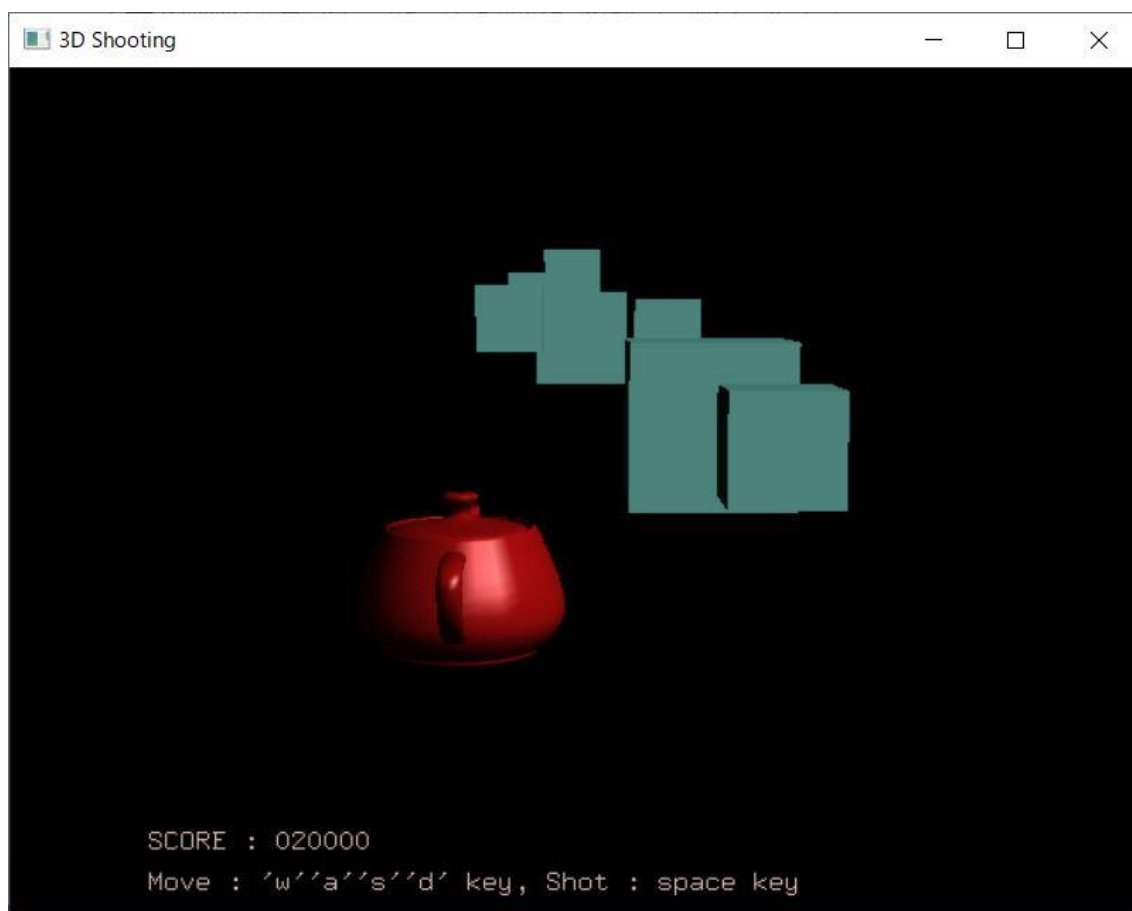 3D Shooting
SCORE : 020000
Move : 'w''a''s''d' key, Shot : space key